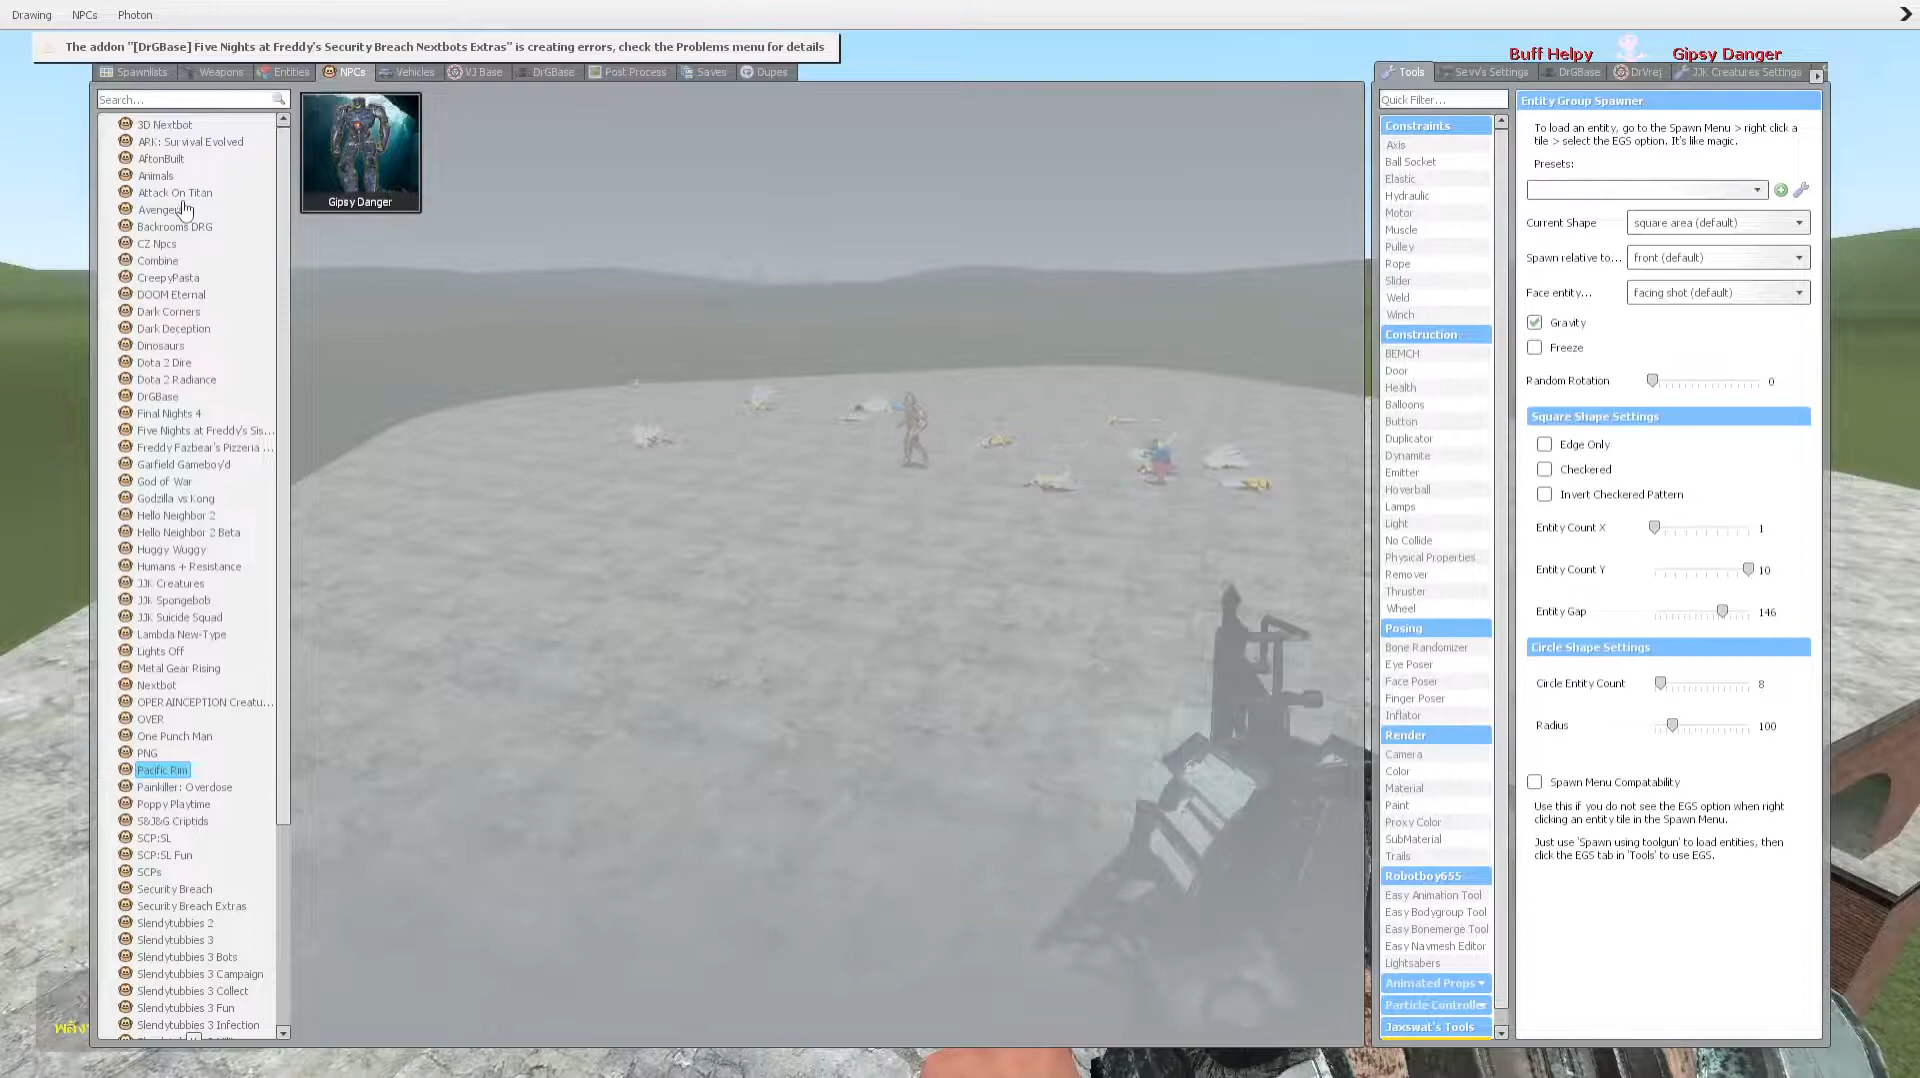 Drawing NPCs Photon
The addon "[DrGBase] Five Nights at Freddy's Security Breach Nextbots Extras" is creating errors, check the Problems menu for details
Buff Helpy Gipsy Danger
Spawnlists Weapons Entities NPCs Vehicles VJ Base DrGBase Post Process Saves Dupes
Search...
3D Nextbot
ARK: Survival Evolved
AftonBuilt
Animals
Attack On Titan
Backrooms DRG
CZ Npcs
Combine
CreepyPasta
DOOM Eternal
Dark Corners
Dark Deception
Dinosaurs
Dota 2 Dire
Dota 2 Radiance
DrGBase
Final Nights 4
Five Nights at Freddy's Sis...
Freddy Fazbear's Pizzeria ...
Garfield Gameboy'd
God of War
Godzilla vs Kong
Hello Neighbor 2
Hello Neighbor 2 Beta
Huggy Wuggy
Humans + Resistance
JJK Creatures
JJk Spongebob
JJK Suicide Squad
Lambda New-Type
Lights Off
Metal Gear Rising
Nextbot
OPERAINCEPTION Creatu...
OVER
One Punch Man
PNG
Pacific Rim
Painkiller: Overdose
Poppy Playtime
S&J&G Criptids
SCP:SL
SCP:SL Fun
SCPs
Security Breach
Security Breach Extras
Slendytubbies 2
Slendytubbies 3
Slendytubbies 3 Bots
Slendytubbies 3 Campaign
Slendytubbies 3 Collect
Slendytubbies 3 Fun
Slendytubbies 3 Infection
Gipsy Danger
Tools Sevv's Settings DrGBase DrVrej JJK Creatures Settings
Quick Filter...
Constraints
Axis
Ball Socket
Elastic
Hydraulic
Motor
Muscle
Pulley
Rope
Slider
Weld
Winch
Construction
BEMCH
Door
Health
Balloons
Button
Duplicator
Dynamite
Emitter
Hoverball
Lamps
Light
No Collide
Physical Properties
Remover
Thruster
Wheel
Posing
Bone Randomizer
Eye Poser
Face Poser
Finger Poser
Inflator
Render
Camera
Color
Material
Paint
Proxy Color
SubMaterial
Trails
Robotboy655
Easy Animation Tool
Easy Bodygroup Tool
Easy Bonemerge Tool
Easy Navmesh Editor
Lightsabers
Animated Props
Particle Controller
Jaxswat's Tools
Entity Group Spawner
To load an entity, go to the Spawn Menu > right click a
tile > select the EGS option. It's like magic.
Presets:
Current Shape square area (default)
Spawn relative to... front (default)
Face entity... facing shot (default)
Gravity
Freeze
Random Rotation 0
Square Shape Settings
Edge Only
Checkered
Invert Checkered Pattern
Entity Count X 1
Entity Count Y 10
Entity Gap 146
Circle Shape Settings
Circle Entity Count 8
Radius 100
Spawn Menu Compatability
Use this if you do not see the EGS option when right
clicking an entity tile in the Spawn Menu.
Just use 'Spawn using toolgun' to load entities, then
click the EGS tab in 'Tools' to use EGS.